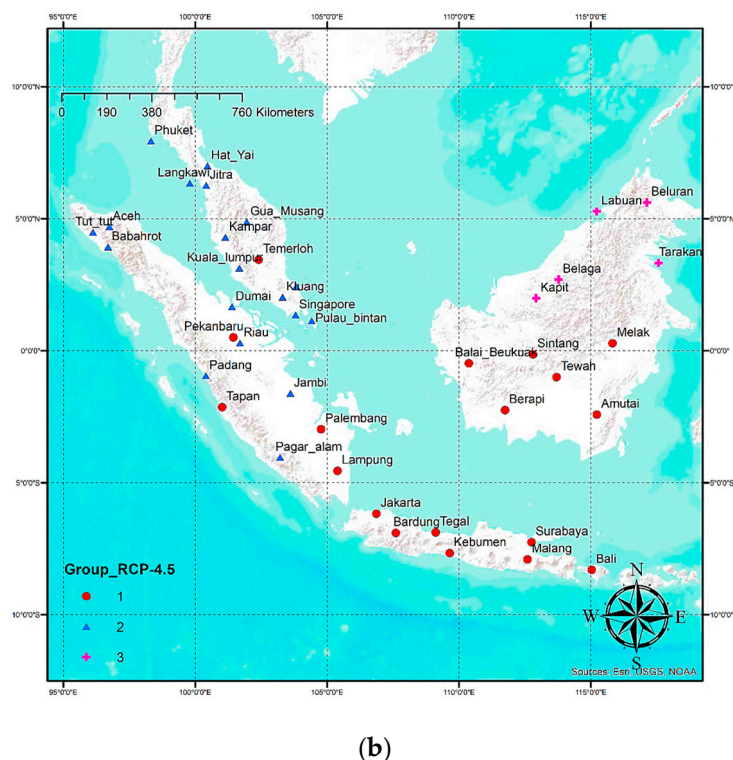 95°0'0"E 100°0'0"E 105°0'0"E 110°0'0"E 115°0'0"E
10°0'0"N 10°0'0"N
0 190 380 760 Kilometers
Phuket
Hat_Yai
Langkawi Jitra
Beluran
Labuan
5°0'0"N Tut_tut Aceh Gua_Musang 5°0'0"N
Kampar
Babahrot Temerloh
Tarakan
Kuala_lumpur
Belaga
Kluang Kapit
Dumai Singapore
Pulau_bintan
Pekanbaru Riau Melak
Sintang
0°0'0" 0°0'0"
Balai_Beukuak
Padang Tewah
Jambi
Tapan Berapi Amutai
Palembang
Pagar_alam
Lampung
5°0'0"S 5°0'0"S
Jakarta
Bardung Tegal Surabaya
Kebumen Malang
Bali
Group_RCP-4.5 N
1
10°0'0"S W E 10°0'0"S
2
3 S
Sources: Esri, USGS, NOAA
95°0'0"E 100°0'0"E 105°0'0"E 110°0'0"E 115°0'0"E
(b)